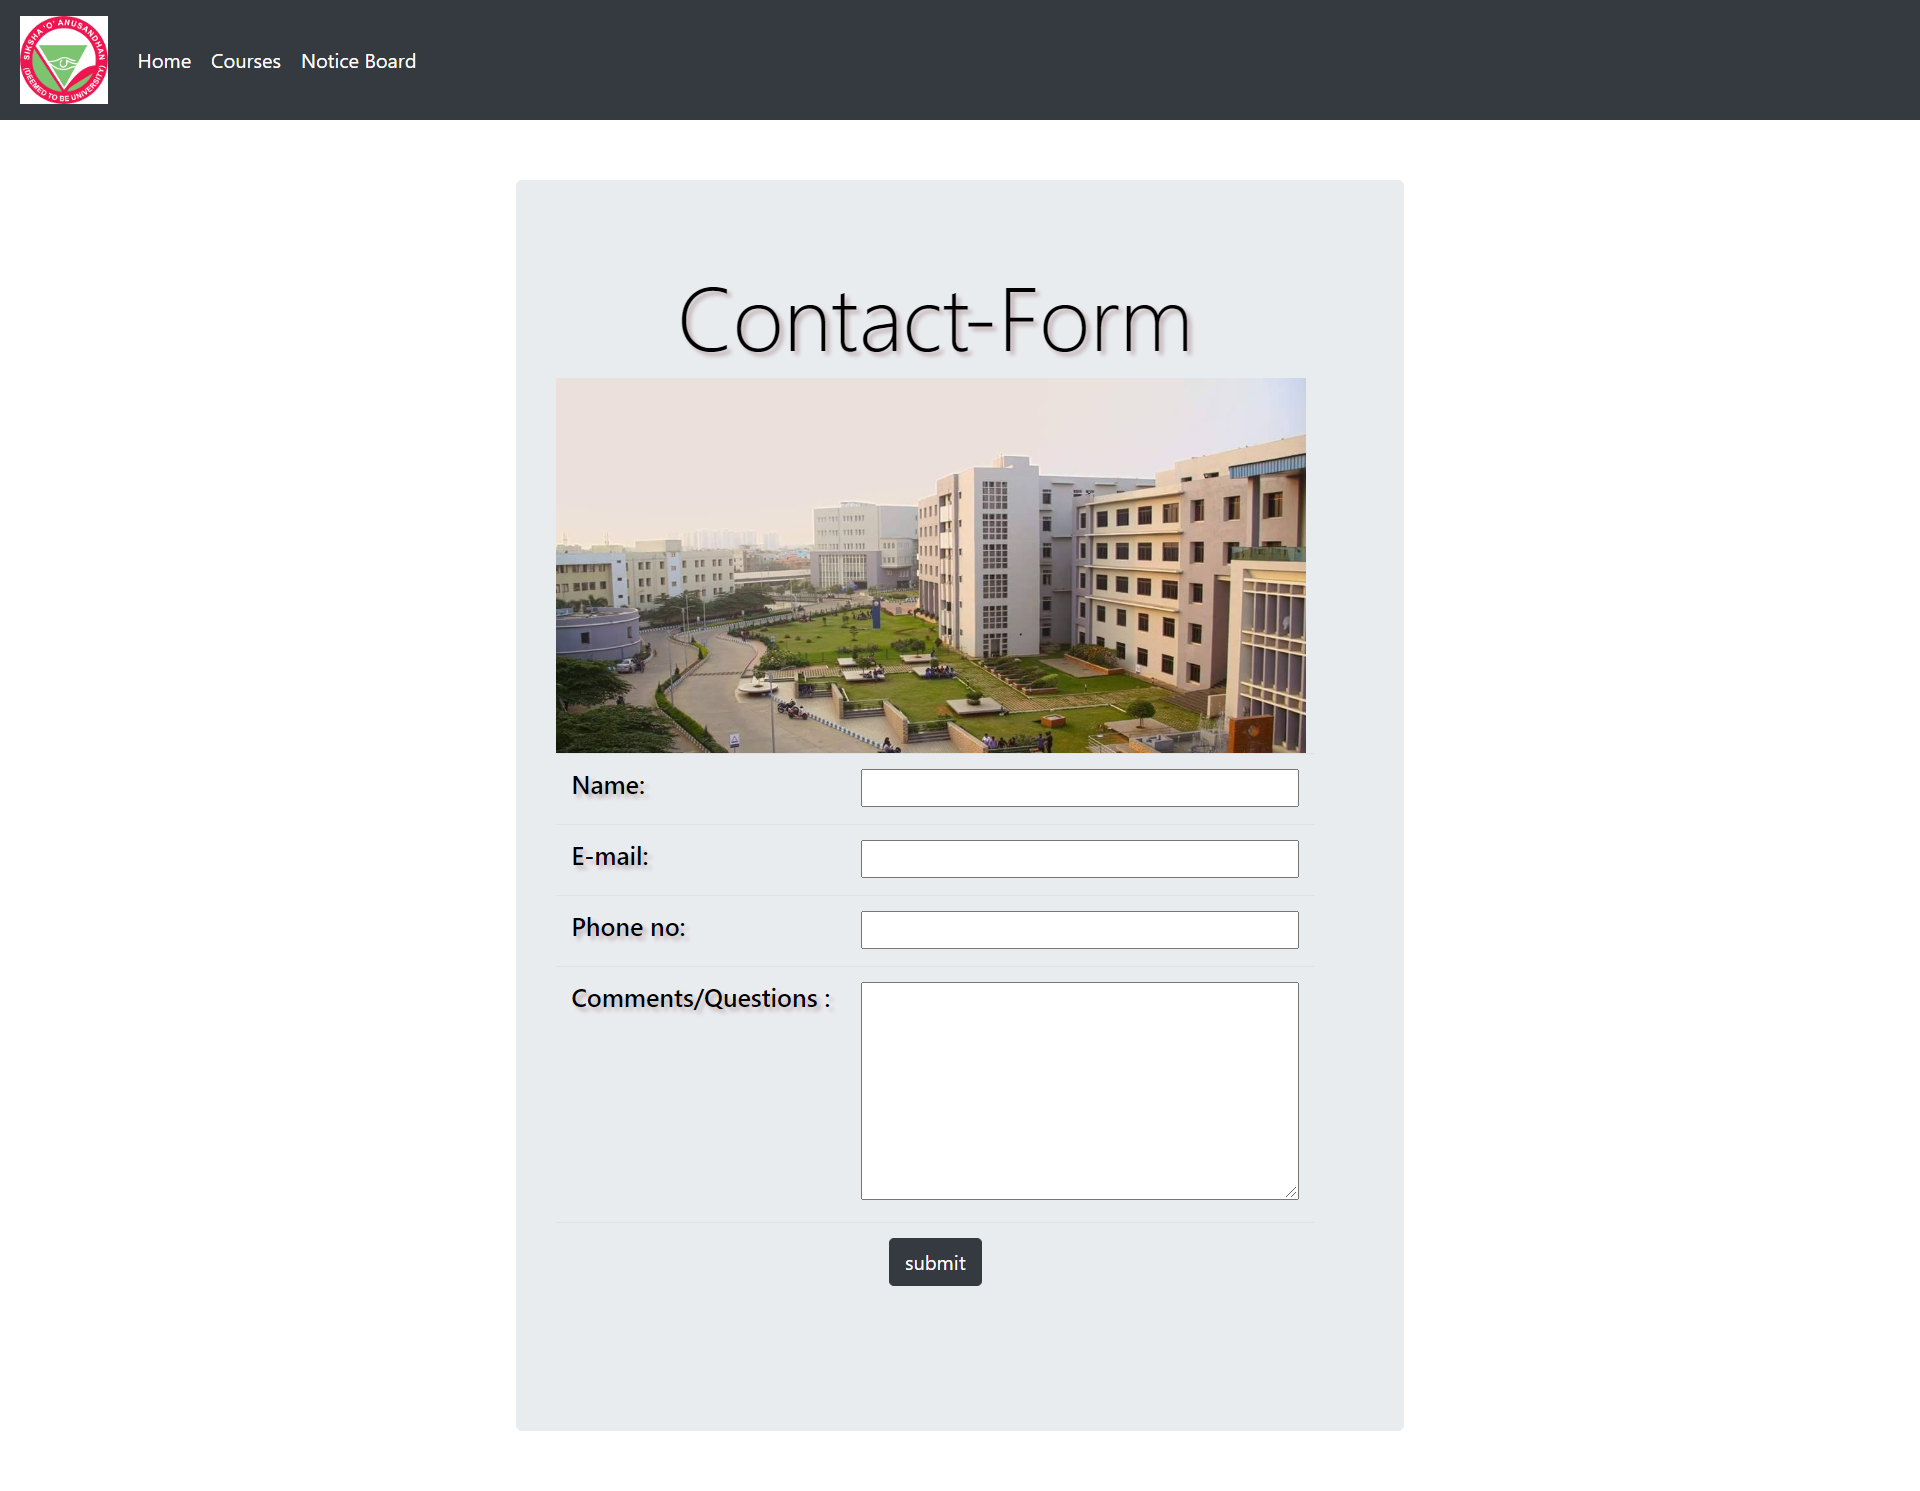 SIKSHA 'O' ANUSANDHAN
(DEEMED TO BE UNIVERSITY)
Home Courses Notice Board
Contact-Form
Name:
E-mail:
Phone no:
Comments/Questions :
submit